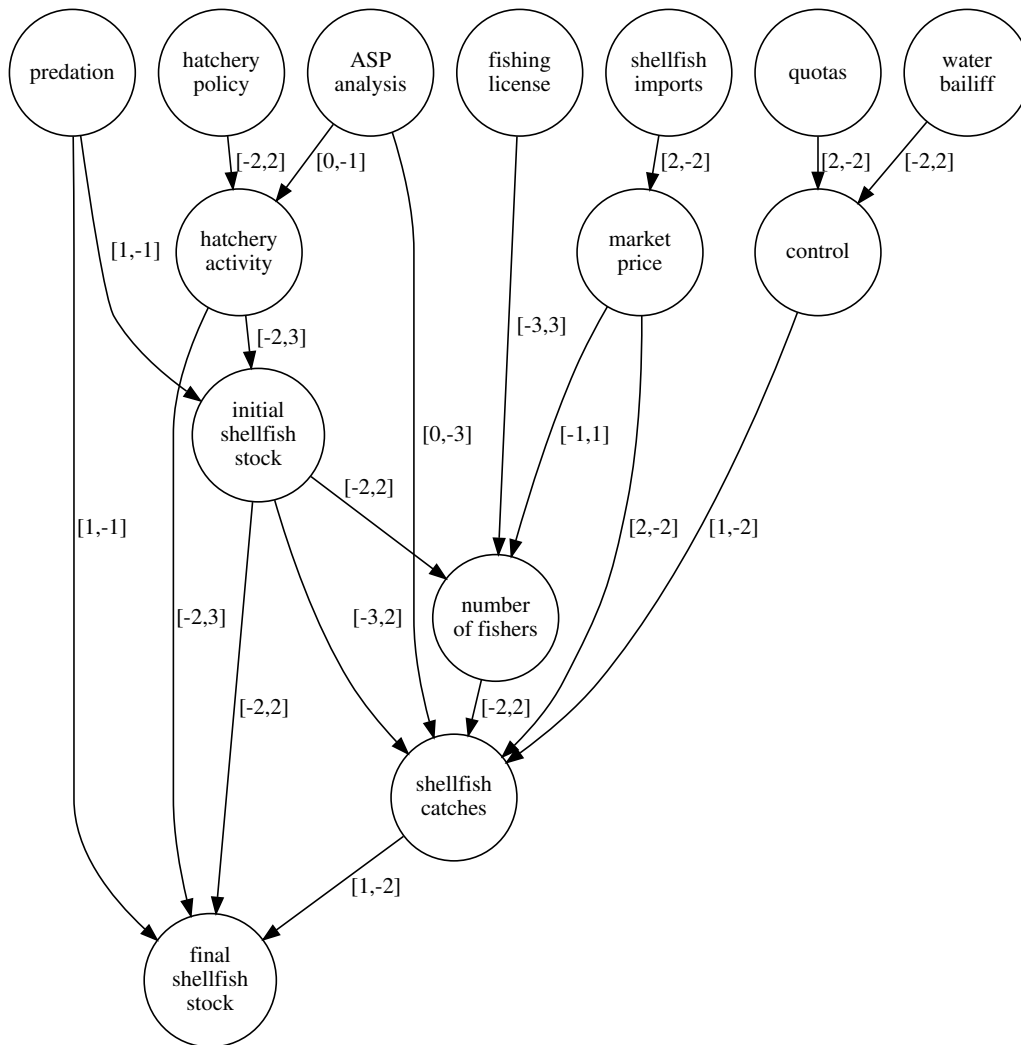 predation
hatchery
policy
ASP
analysis
fishing
license
shellfish
imports
quotas
water
bailiff
[-2,2]
[0,-1]
[2,-2]
[2,-2]
[-2,2]
hatchery
activity
market
price
control
[1,-1]
[-2,3]
[-3,3]
initial
shellfish
stock
[0,-3]
[-1,1]
[-2,2]
[1,-1]
[2,-2]
[1,-2]
[-2,3]
[-3,2]
number
of fishers
[-2,2]
[-2,2]
shellfish
catches
[1,-2]
final
shellfish
stock